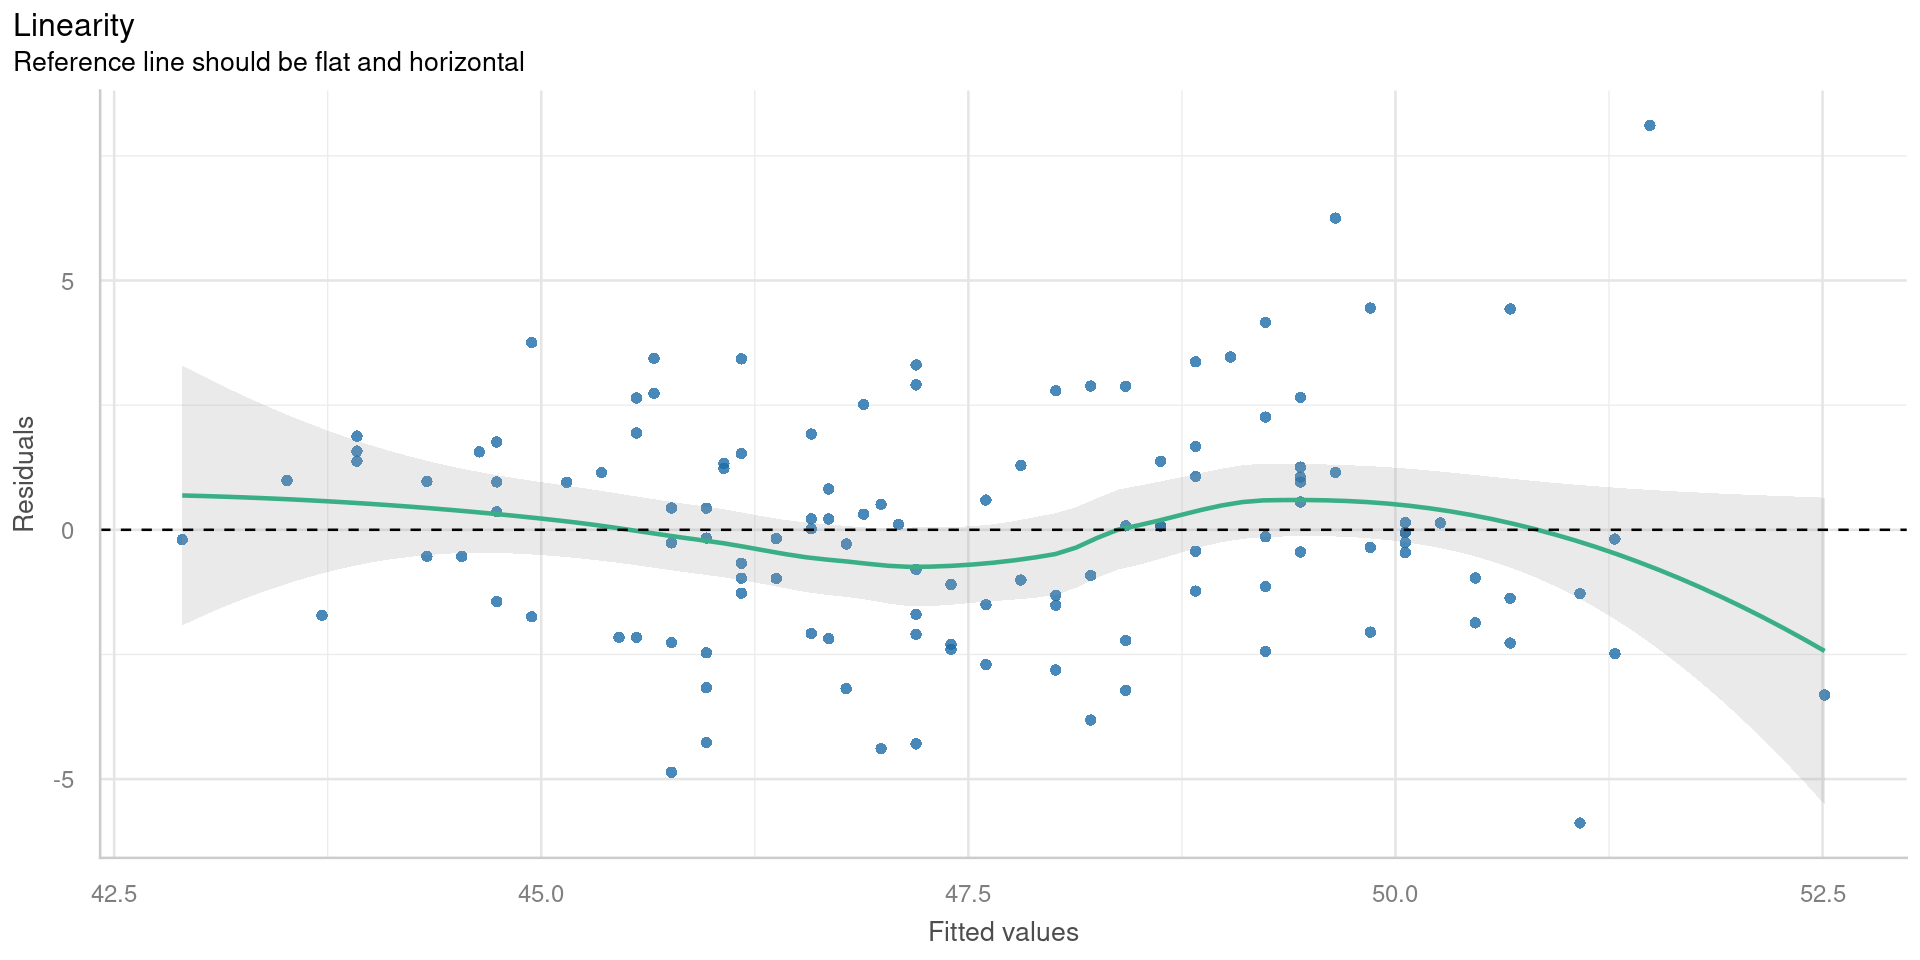 Linearity
Reference line should be flat and horizontal
Residuals
5
0
-5
42.5
45.0
47.5
50.0
52.5
Fitted values